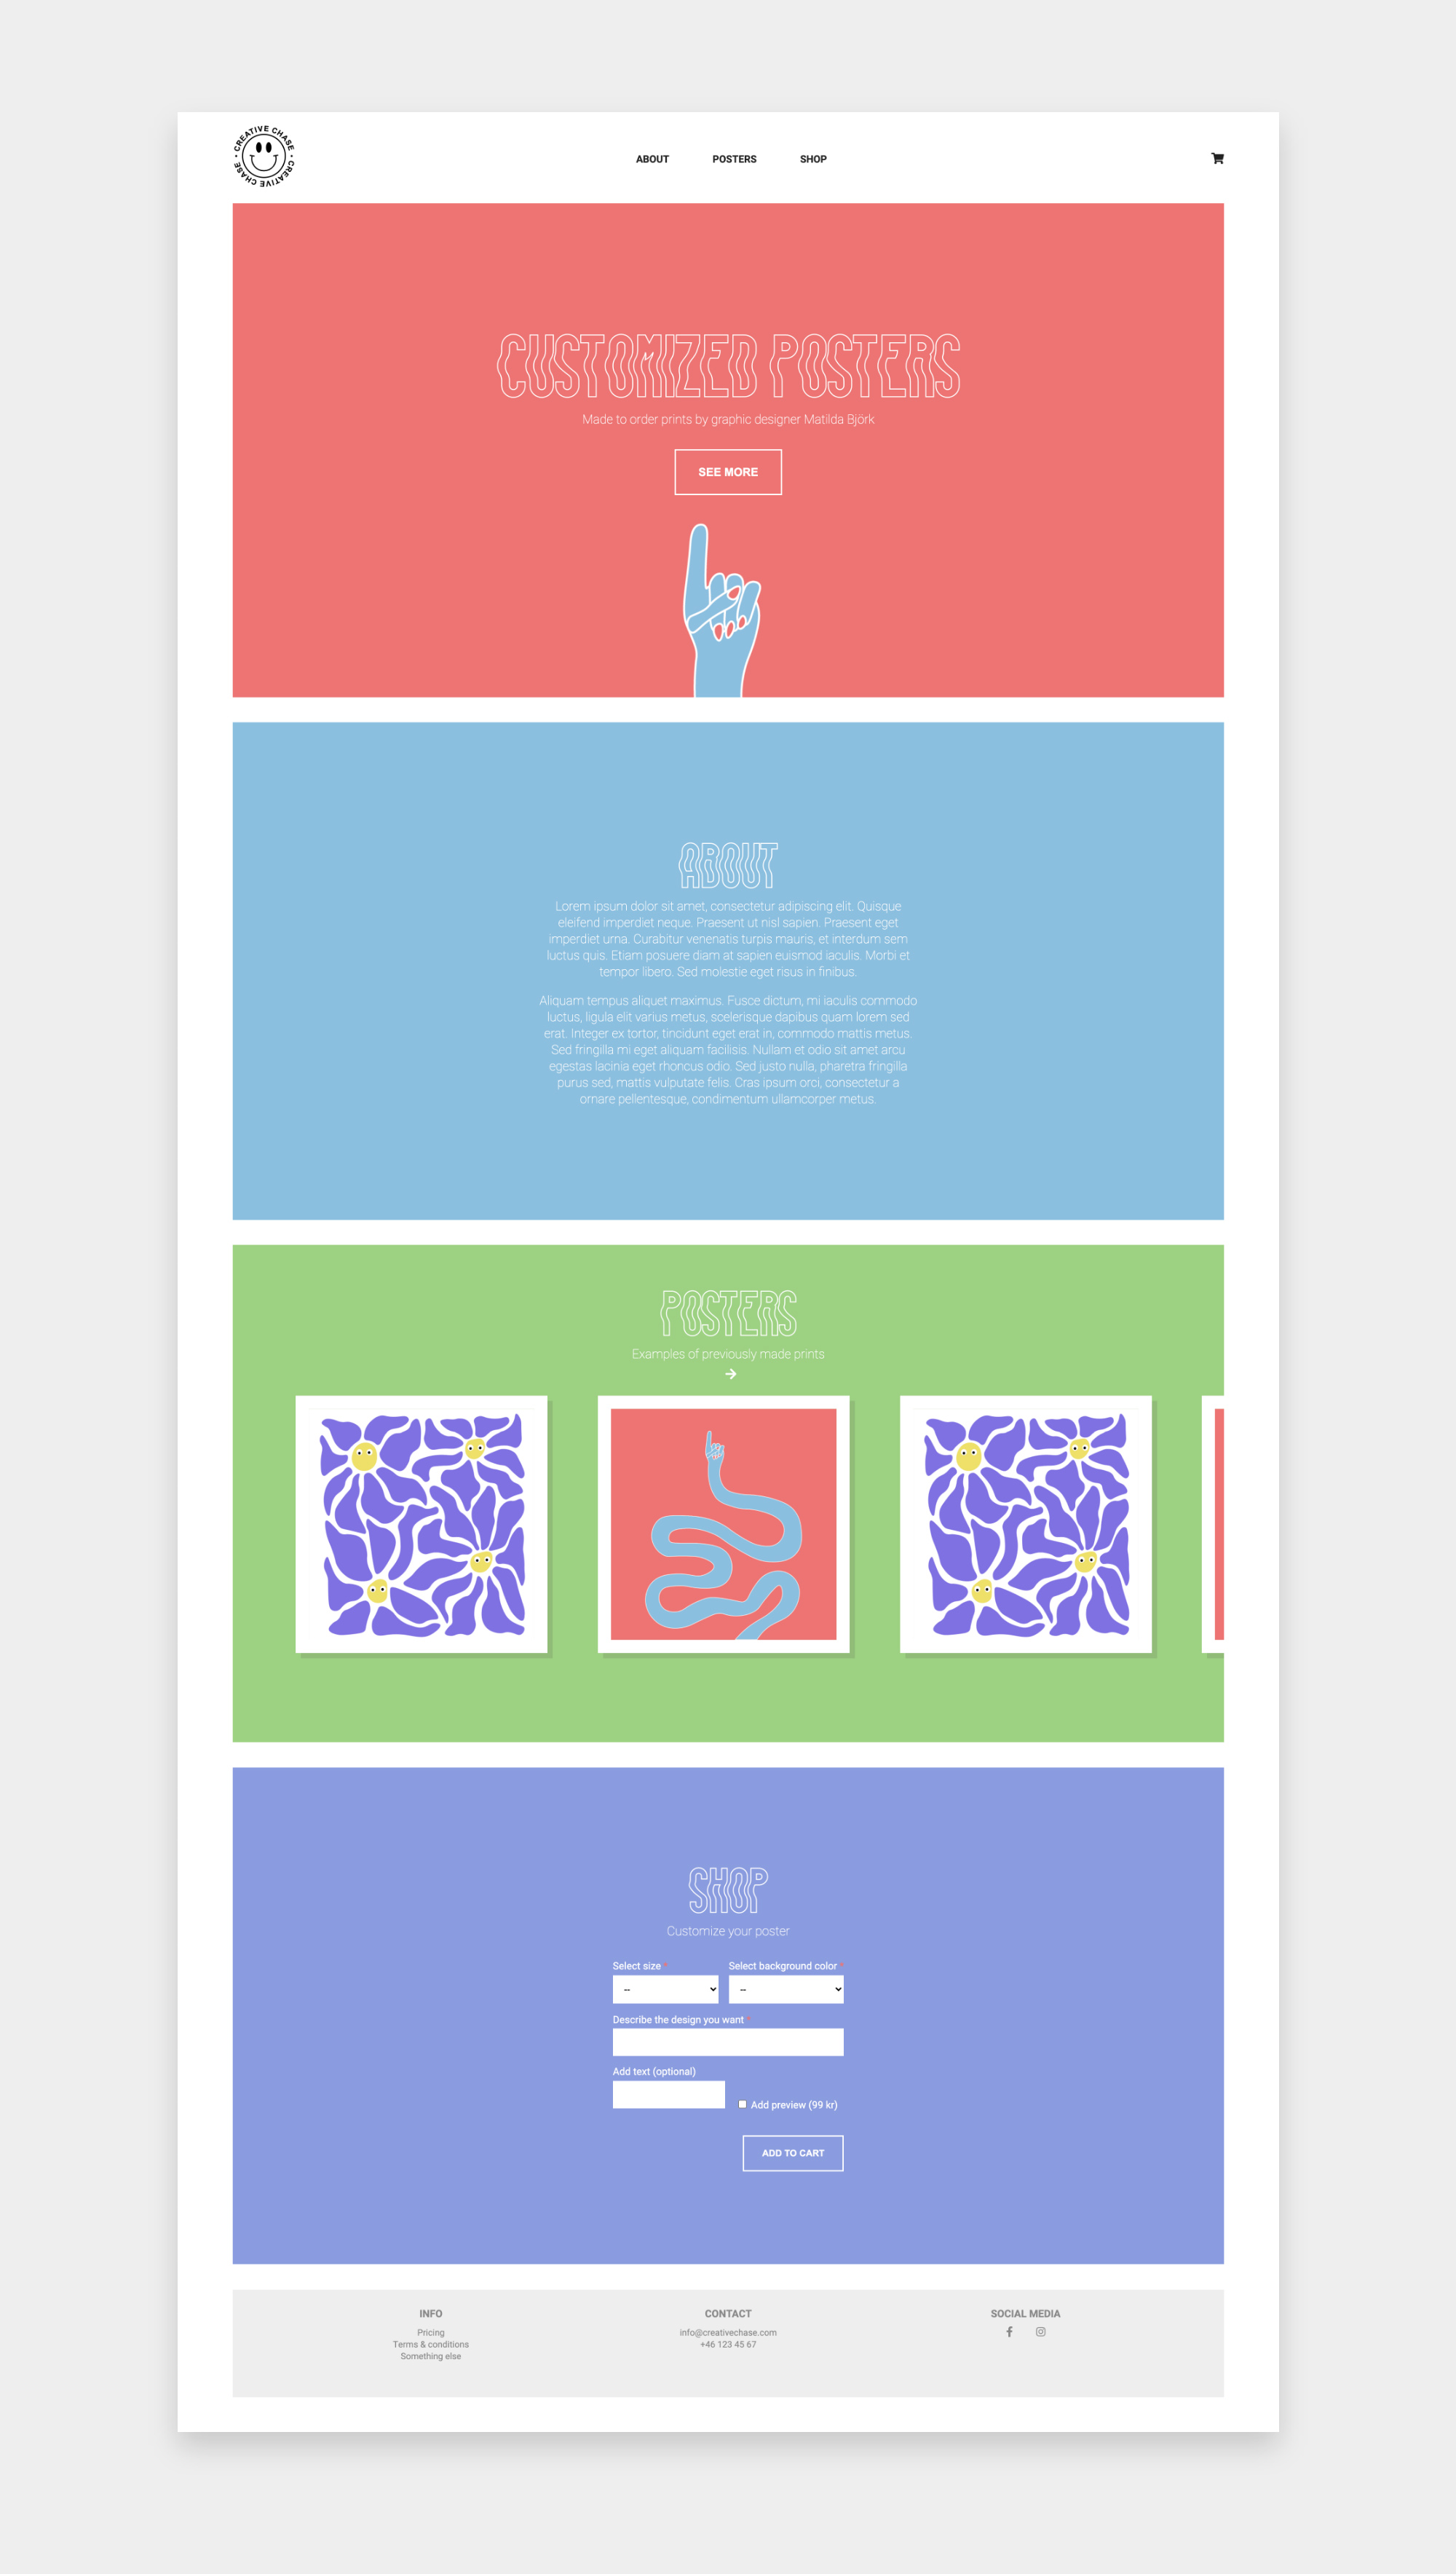 CREATIVE CHASE • CREATIVE CHASE •
ABOUT
POSTERS
SHOP
CUSTOMIZED POSTERS
Made to order prints by graphic designer Matilda Björk
SEE MORE
ABOUT
Lorem ipsum dolor sit amet, consectetur adipiscing elit. Quisque
eleifend imperdiet neque. Praesent ut nisl sapien. Praesent eget
imperdiet urna. Curabitur venenatis turpis mauris, et interdum sem
luctus quis. Etiam posuere diam at sapien euismod iaculis. Morbi et
tempor libero. Sed molestie eget risus in finibus.
Aliquam tempus aliquet maximus. Fusce dictum, mi iaculis commodo
luctus, ligula elit varius metus, scelerisque dapibus quam lorem sed
erat. Integer ex tortor, tincidunt eget erat in, commodo mattis metus.
Sed fringilla mi eget aliquam facilisis. Nullam et odio sit amet arcu
egestas lacinia eget rhoncus odio. Sed justo nulla, pharetra fringilla
purus sed, mattis vulputate felis. Cras ipsum orci, consectetur a
ornare pellentesque, condimentum ullamcorper metus.
POSTERS
Examples of previously made prints
SHOP
Customize your poster
Select size *
Select background color *
--
--
Describe the design you want *
Add text (optional)
Add preview (99 kr)
ADD TO CART
INFO
Pricing
Terms & conditions
Something else
CONTACT
info@creativechase.com
+46 123 45 67
SOCIAL MEDIA